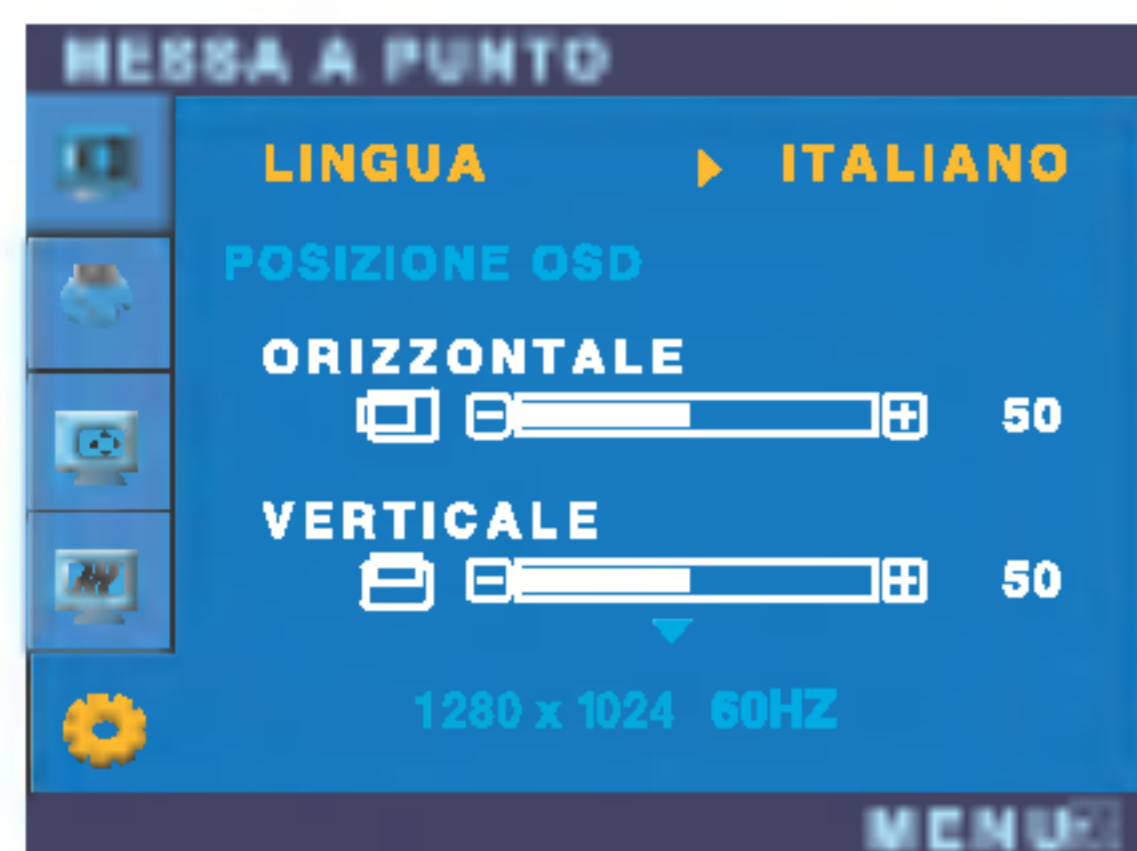 MESSA A PUNTO
LINGUA ITALIANO
POSIZIONE OSD
ORIZZONTALE
50
VERTICALE
50
1280 x 1024 60HZ
MENU